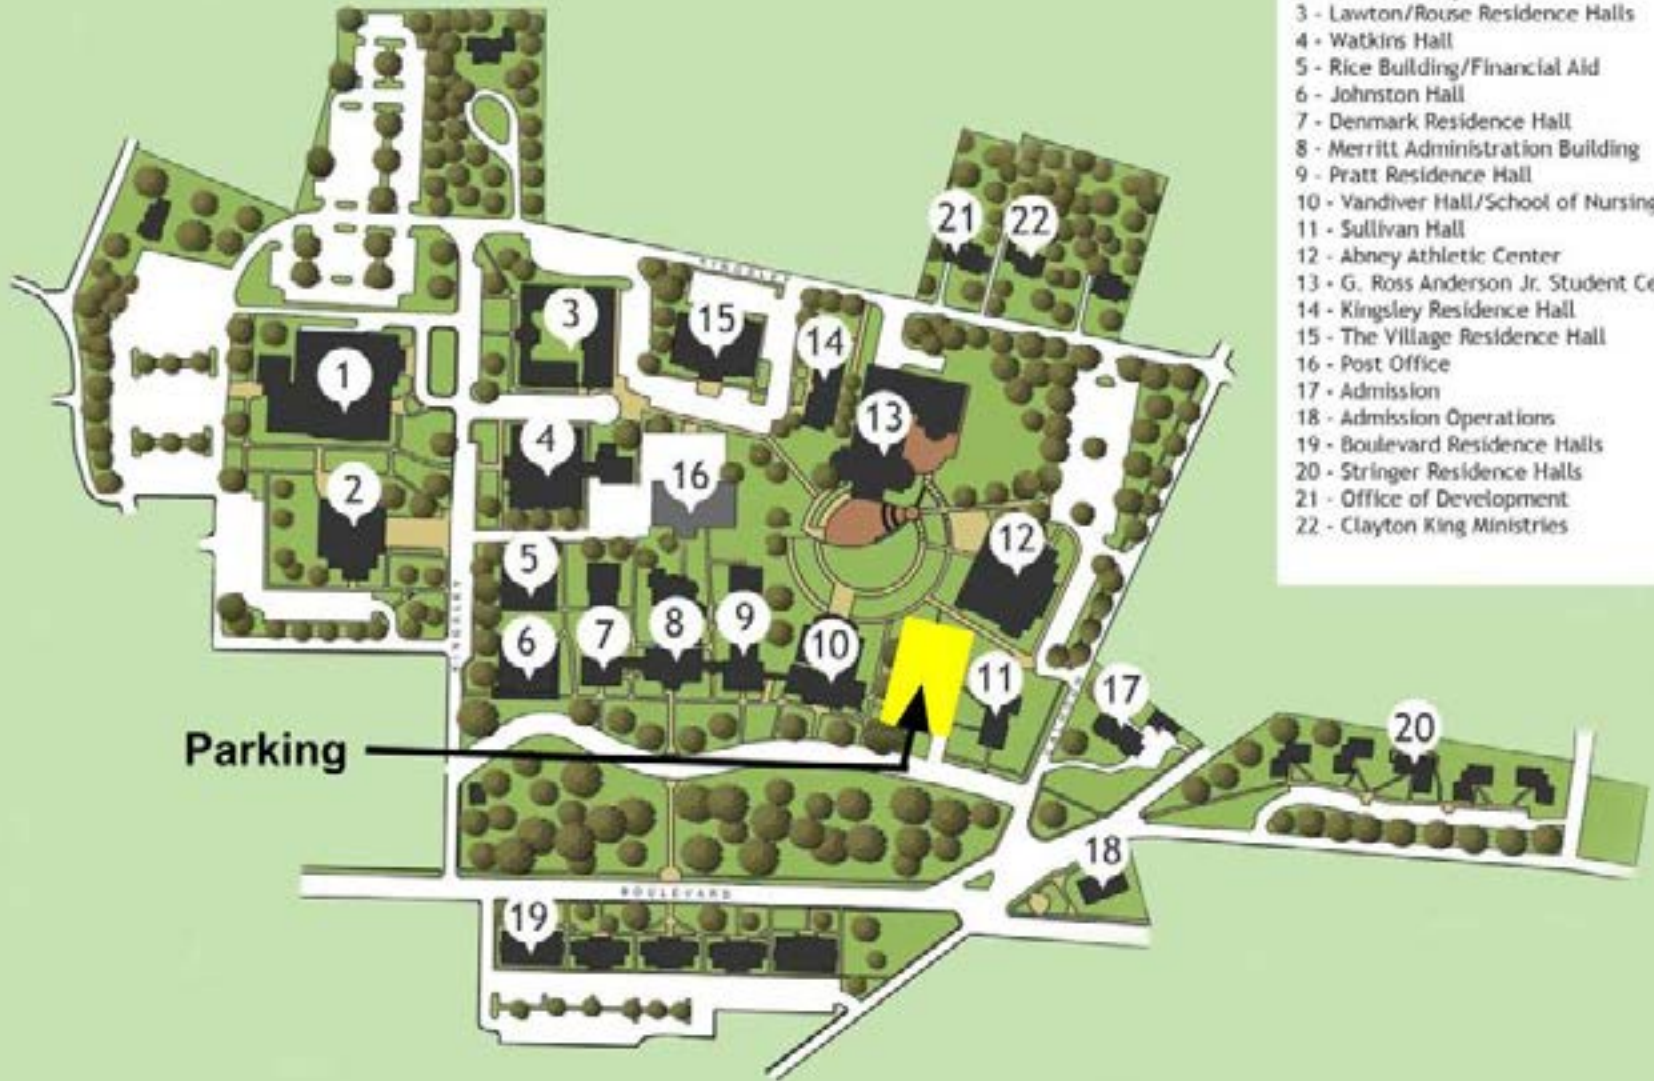 3 - Lawton/Rouse Residence Halls
4 - Watkins Hall
5 - Rice Building/Financial Aid
6 - Johnston Hall
7 - Denmark Residence Hall
8 - Merritt Administration Building
9 - Pratt Residence Hall
10 - Vandiver Hall/School of Nursing
11 - Sullivan Hall
12 - Abney Athletic Center
13 - G. Ross Anderson Jr. Student Ce
14 - Kingsley Residence Hall
15 - The Village Residence Hall
16 - Post Office
17 - Admission
18 - Admission Operations
19 - Boulevard Residence Halls
20 - Stringer Residence Halls
21 - Office of Development
22 - Clayton King Ministries
21
22
KINGSLEY
3
15
14
1
13
4
16
2
12
5
KINGSLEY
6
7
8
9
10
11
17
Parking
20
18
BOULEVARD
19